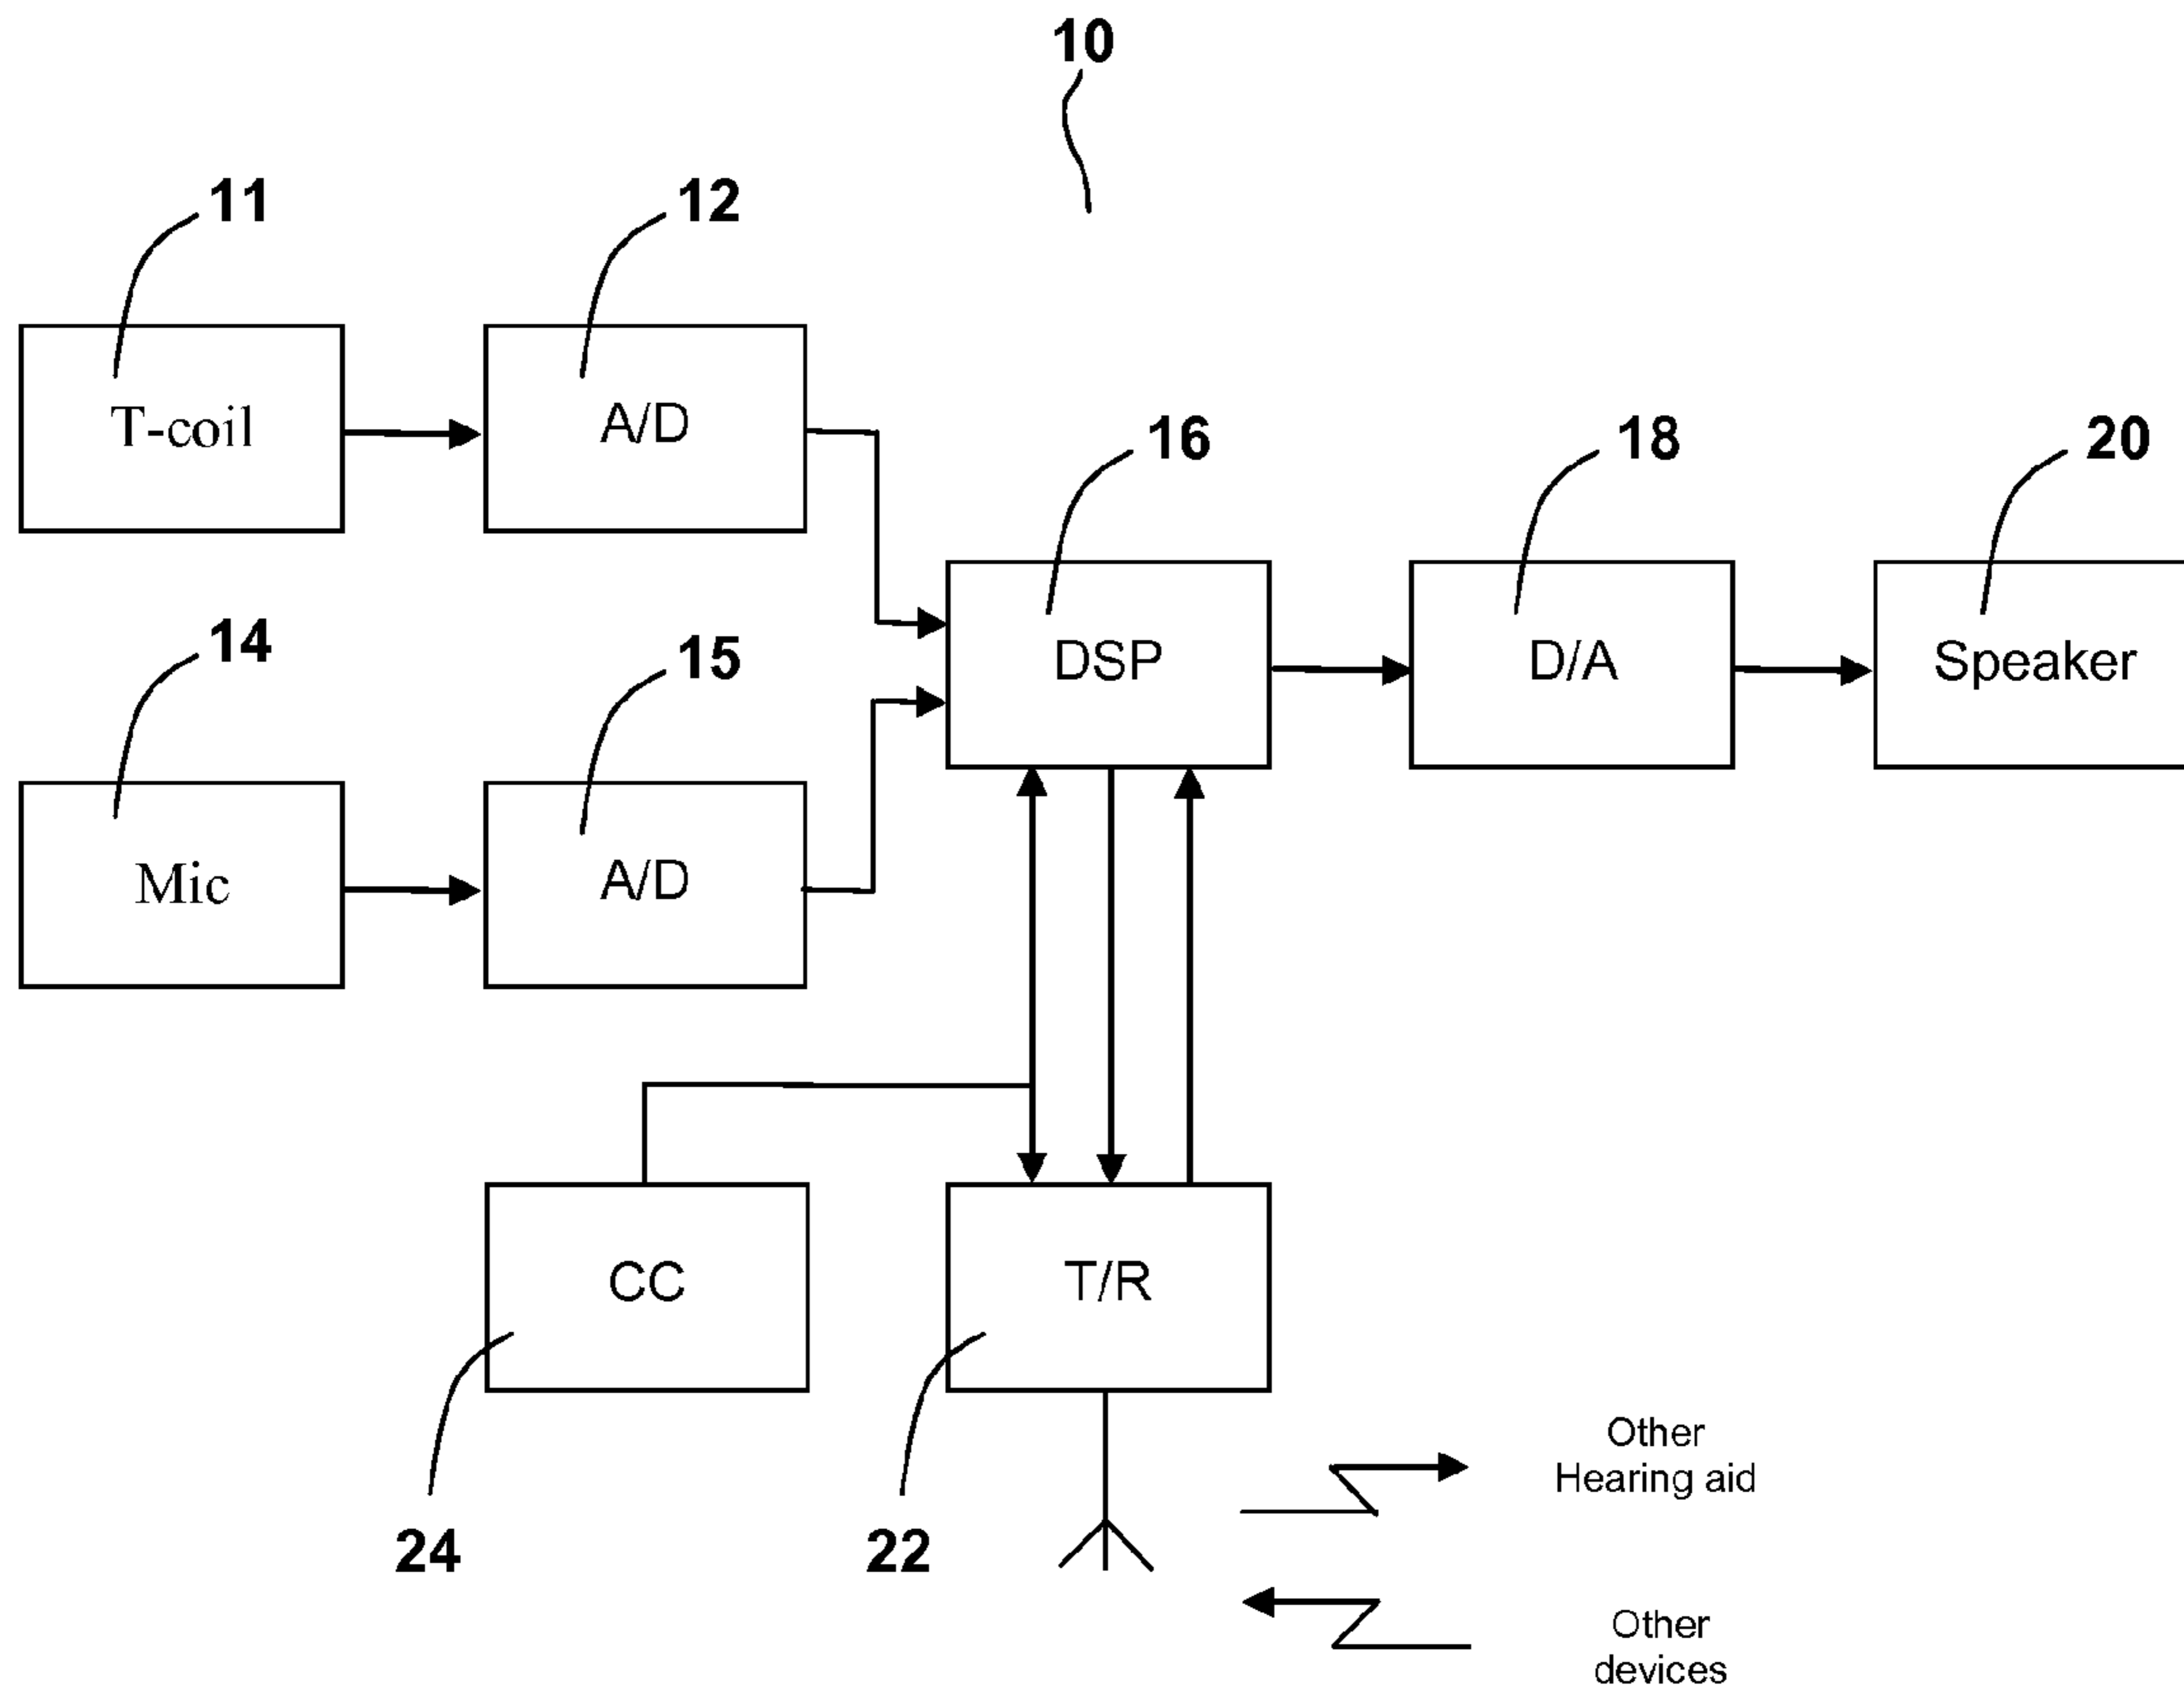 10
11
12
T-coil
A/D
16
18
20
DSP
D/A
Speaker
14
15
Mic
A/D
CC
T/R
24
22
Other
Hearing aid
Other
devices